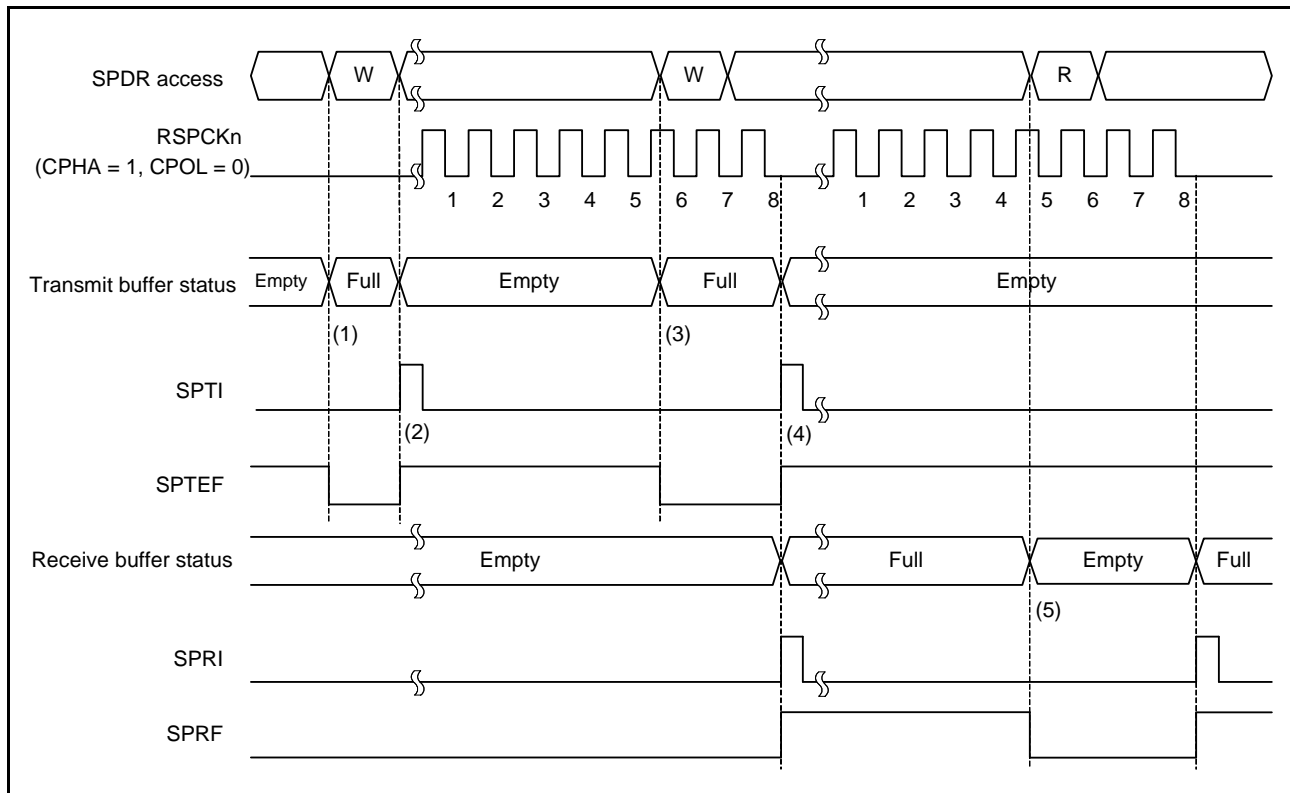 SPDR access
W
W
R
RSPCKn
(CPHA = 1, CPOL = 0)
1 2 3 4 5 6 7 8 1 2 3 4 5 6 7 8
Transmit buffer status
Empty Full Empty Full Empty
(1) (3)
SPTI
(2) (4)
SPTEF
Receive buffer status
Empty Full Empty Full
(5)
SPRI
SPRF